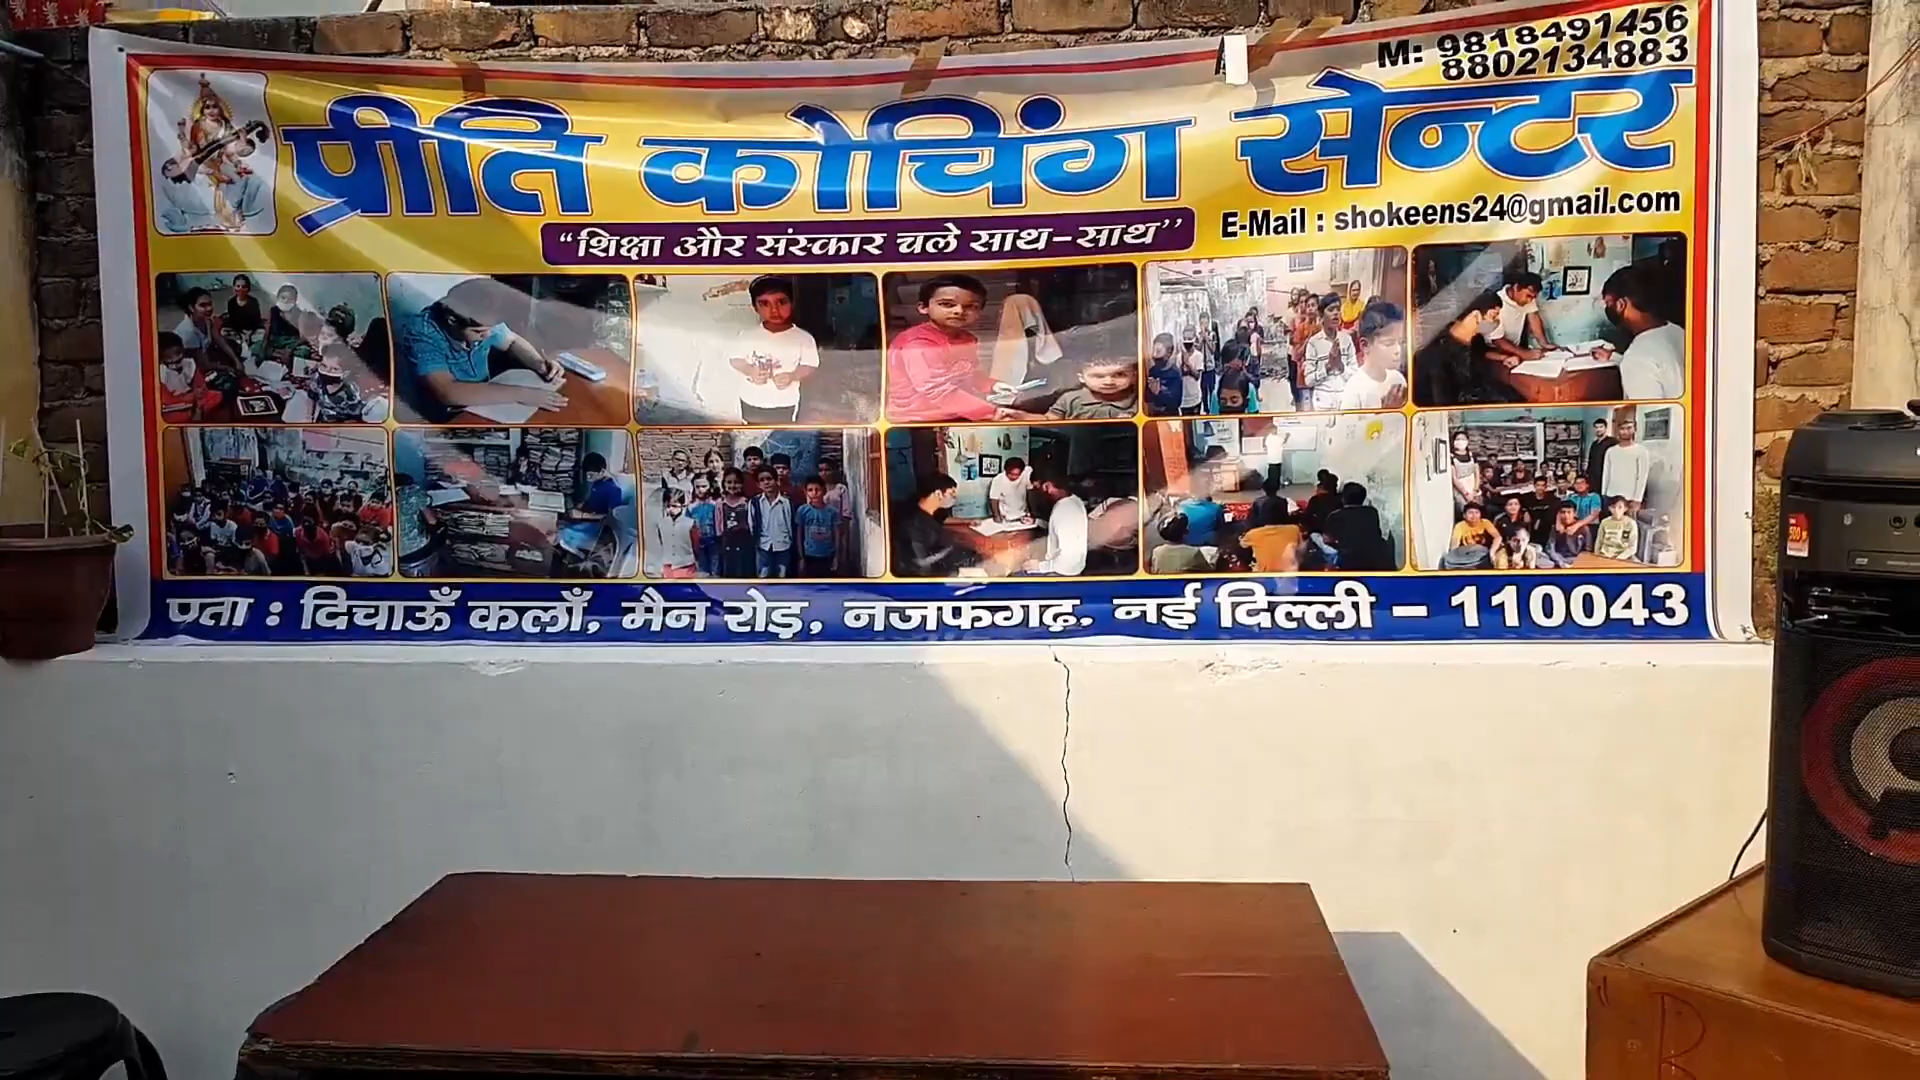 M: 9818491456
8802134883
प्रीति कोचिंग सेन्टर
E-Mail : shokeens24@gmail.com
“शिक्षा और संस्कार चले साथ-साथ’’
पता : दिचाऊँ कलाँ, मैन रोड़, नजफगढ़, नई दिल्ली – 110043